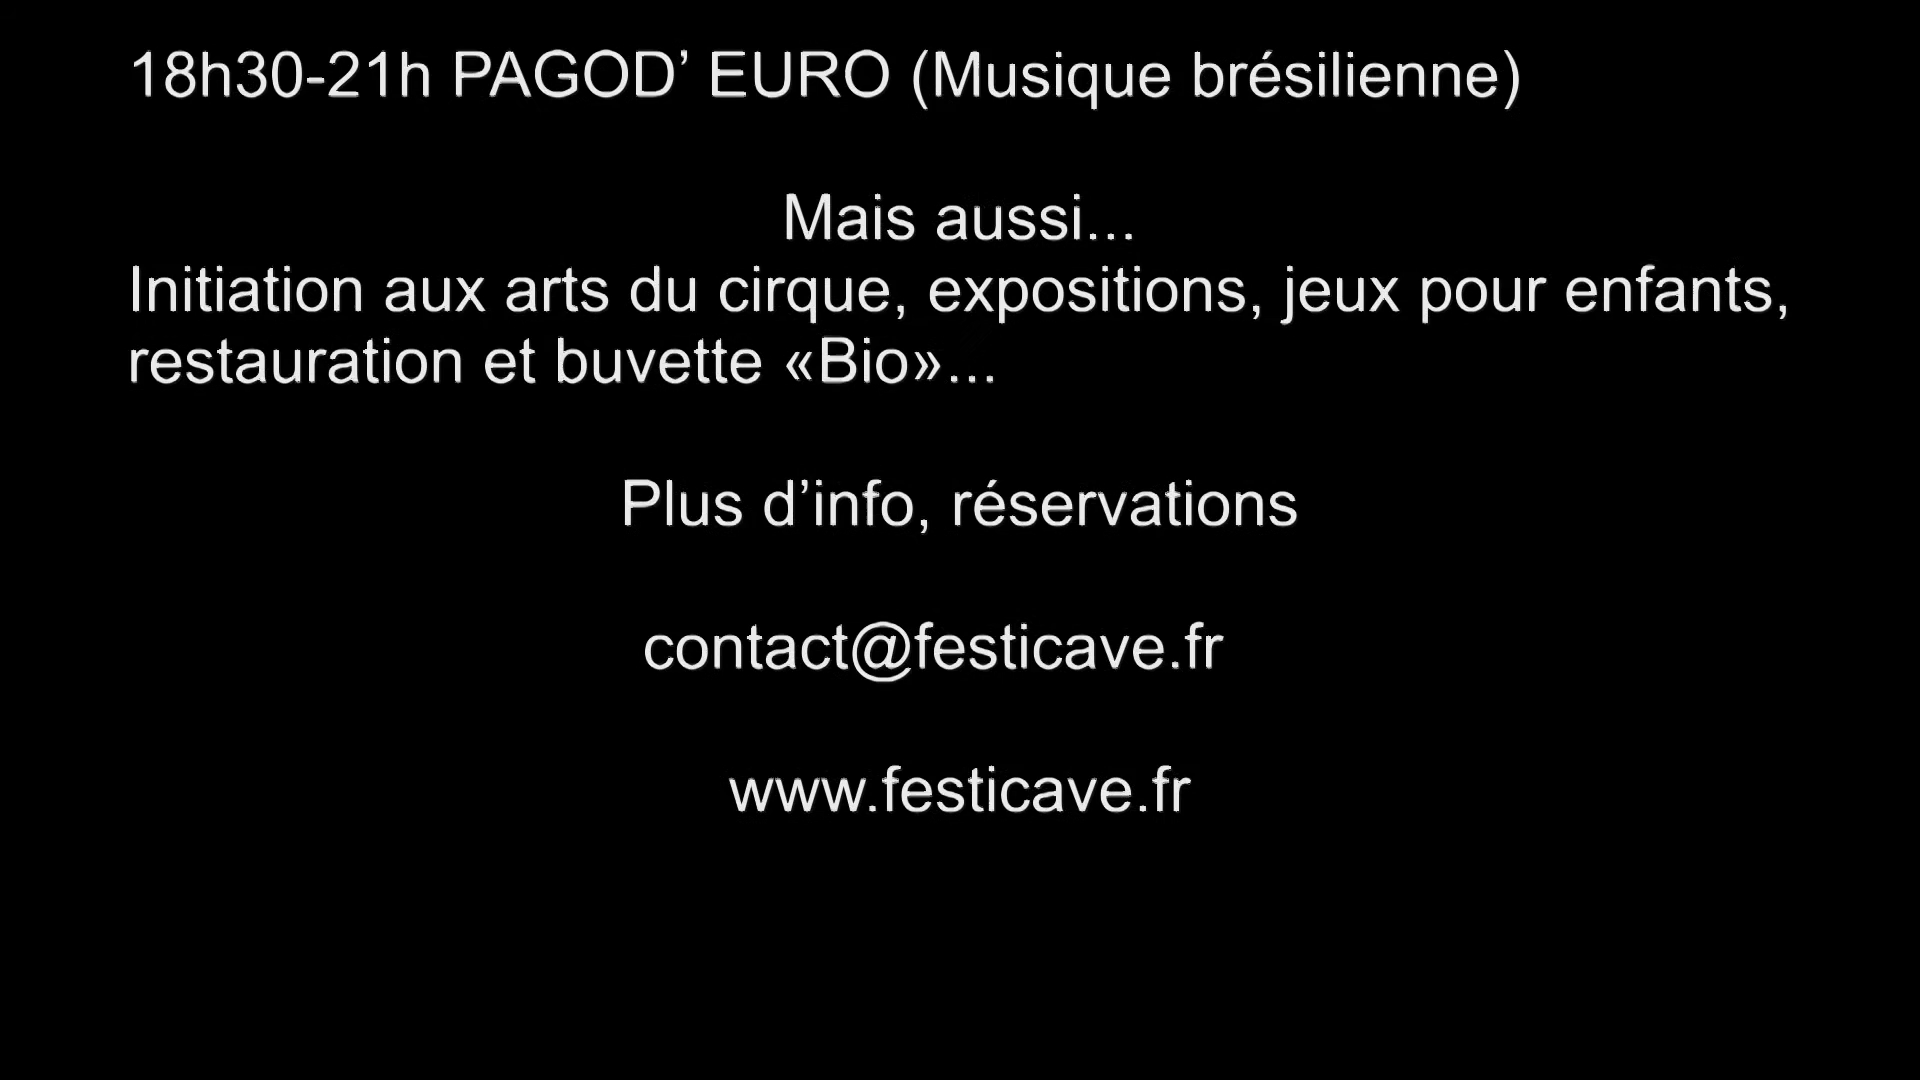 18h30-21h PAGOD’ EURO (Musique brésilienne)
Mais aussi...
Initiation aux arts du cirque, expositions, jeux pour enfants,
restauration et buvette «Bio»...
Plus d’info, réservations
contact@festicave.fr
www.festicave.fr